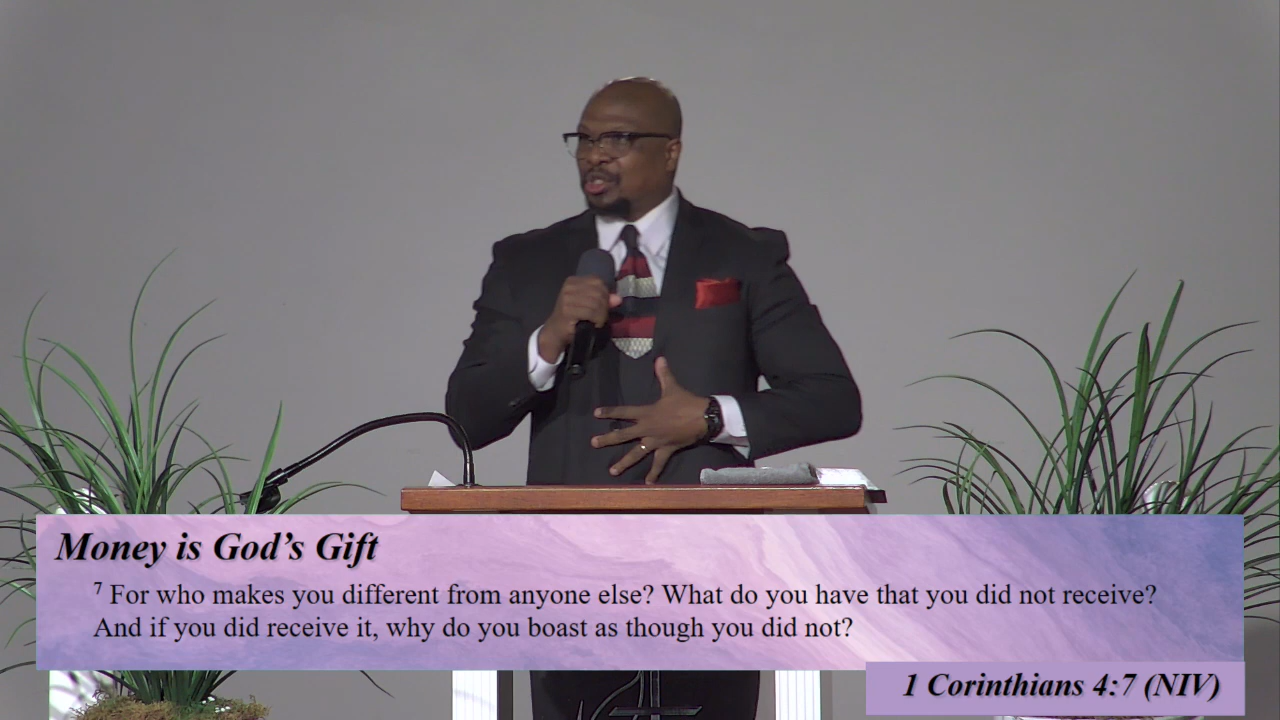 Money is God’s Gift
⁷ For who makes you different from anyone else? What do you have that you did not receive?
And if you did receive it, why do you boast as though you did not?
1 Corinthians 4:7 (NIV)